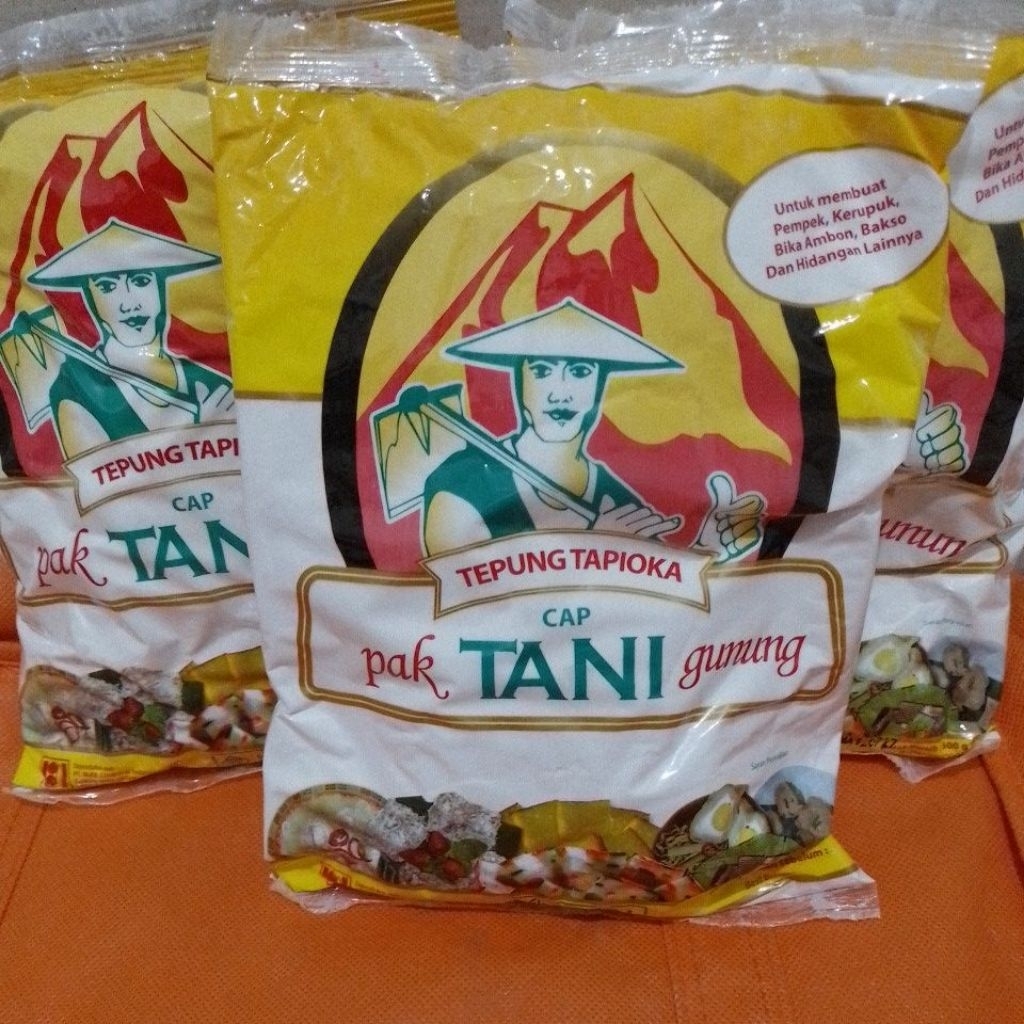 Untuk membuat
Pempek, Kerupuk,
Bika Ambon, Bakso
Dan Hidangan Lainnya
TEPUNG TAPIOKA
CAP
pak TANI gunung
TEPUNG TAPI
CAP
pak TAN